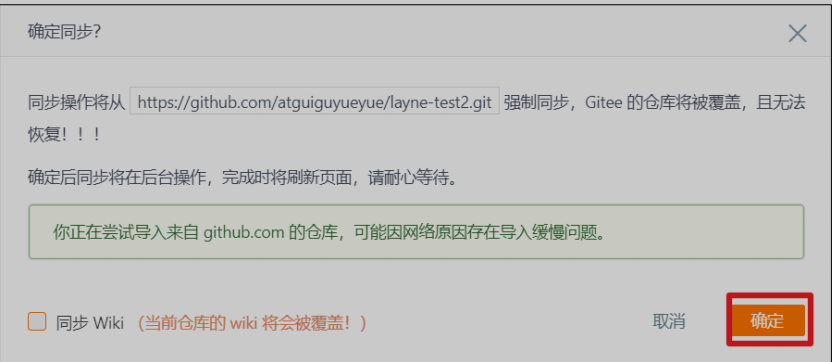 确定同步?
同步操作将从 https://github.com/atguiguyueyue/layne-test2.git 强制同步，Gitee 的仓库将被覆盖，且无法
恢复！！！
确定后同步将在后台操作，完成时将刷新页面，请耐心等待。
你正在尝试导入来自 github.com 的仓库，可能因网络原因存在导入缓慢问题。
同步 Wiki （当前仓库的 wiki 将会被覆盖！） 取消 确定